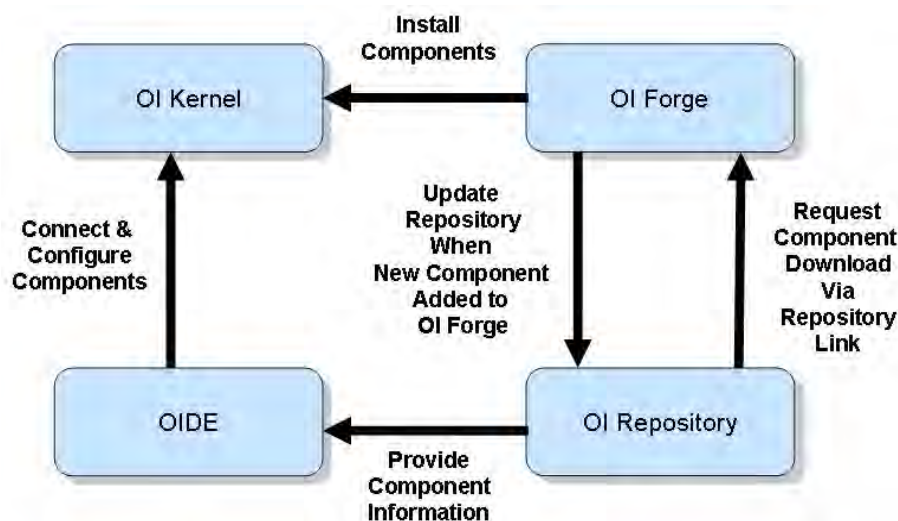 Install
Components
OI Kernel
OI Forge
Connect &
Configure
Components
Update
Repository
When
New Component
Added to
OI Forge
Request
Component
Download
Via
Repository
Link
OIDE
OI Repository
Provide
Component
Information